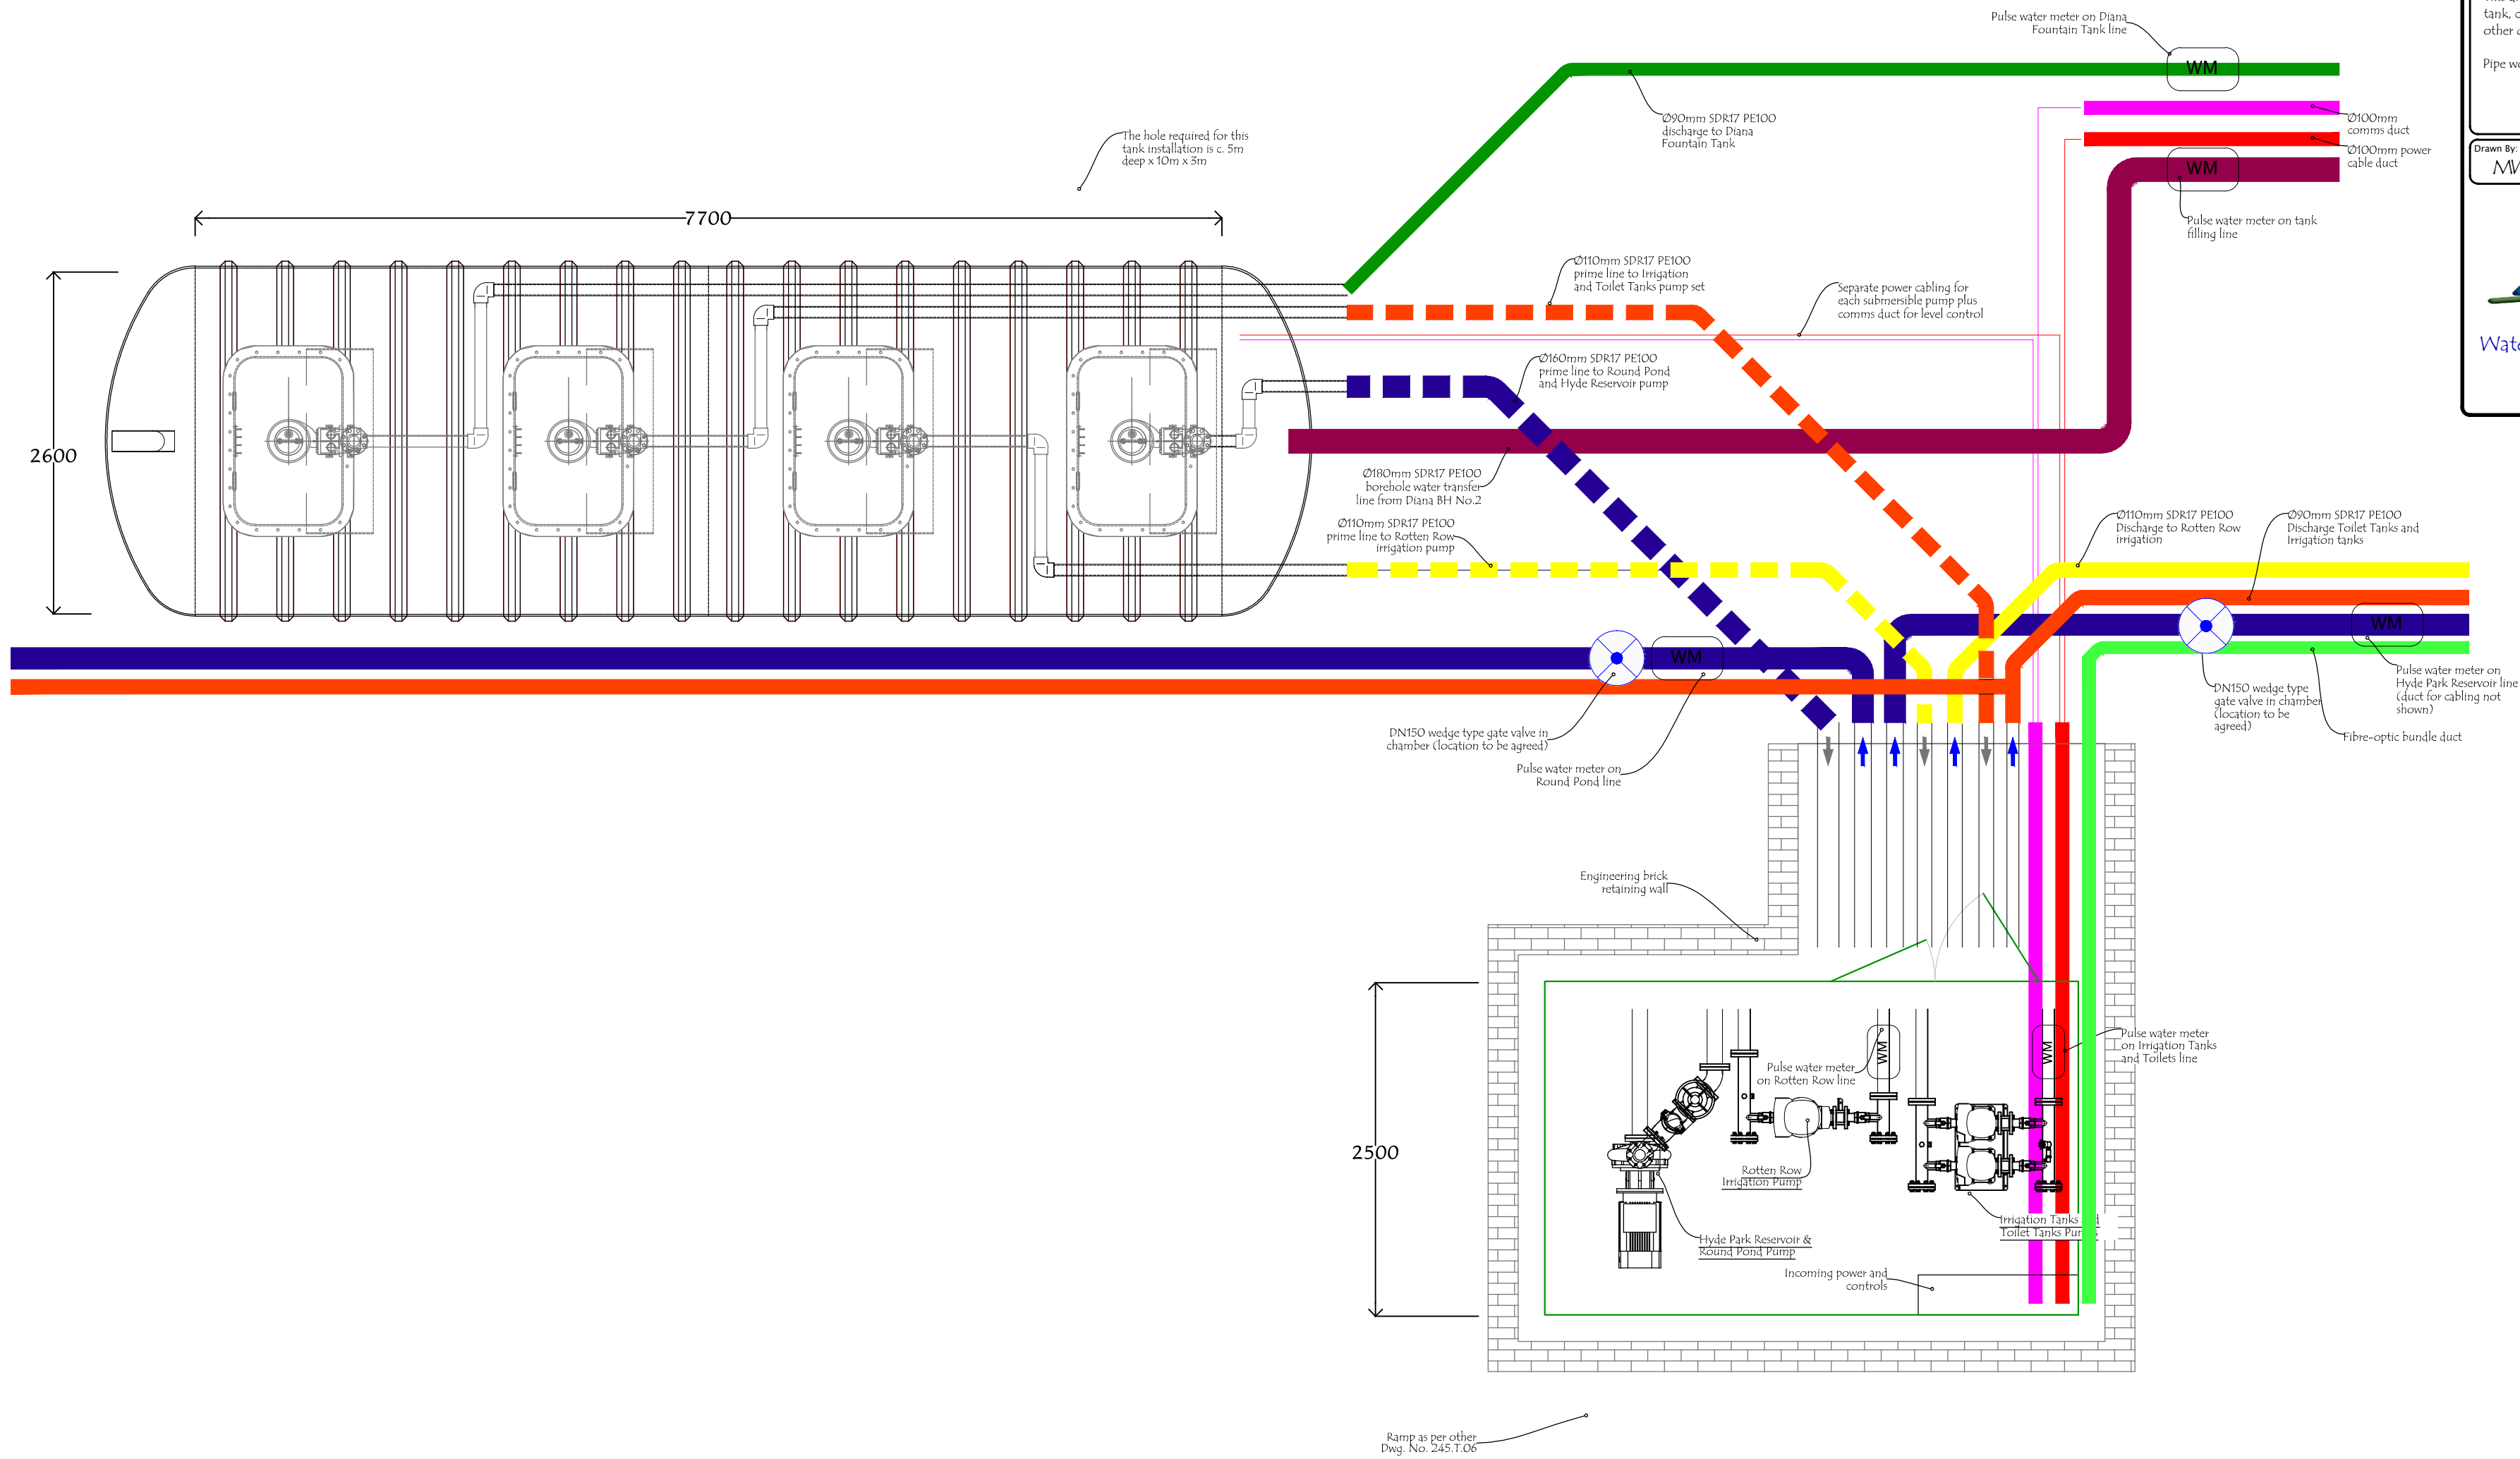 Pulse water meter on Diana
Fountain Tank line
WM
tank, c
other c
Pipe wo
Drawn By:
Wate
Ø100mm
comms duct
Ø100mm power
cable duct
WM
Pulse water meter on tank
filling line
Ø90mm SDR17 PE100
discharge to Diana
Fountain Tank
The hole required for this
tank installation is c. 5m
deep x 10m x 3m
7700
2600
Ø110mm SDR17 PE100
prime line to Irrigation
and Toilet Tanks pump set
Separate power cabling for
each submersible pump plus
comms duct for level control
Ø160mm SDR17 PE100
prime line to Round Pond
and Hyde Reservoir pump
Ø180mm SDR17 PE100
borehole water transfer
line from Diana BH No.2
Ø110mm SDR17 PE100
prime line to Rotten Row
irrigation pump
Ø110mm SDR17 PE100
Discharge to Rotten Row
irrigation
Ø90mm SDR17 PE100
Discharge Toilet Tanks and
Irrigation tanks
WM
WM
DN150 wedge type gate valve in
chamber (location to be agreed)
Pulse water meter on
Round Pond line
DN150 wedge type
gate valve in chamber
(location to be
agreed)
Pulse water meter on
Hyde Park Reservoir line
(duct for cabling not
shown)
Fibre-optic bundle duct
Engineering brick
retaining wall
2500
WM
Pulse water meter
on Rotten Row line
WM
Pulse water meter
on Irrigation Tanks
and Toilets line
Rotten Row
Irrigation Pump
Hyde Park Reservoir &
Round Pond Pump
Irrigation Tanks
Toilet Tanks
Incoming power and
controls
Ramp as per other
Dwg. No. 245.T.06